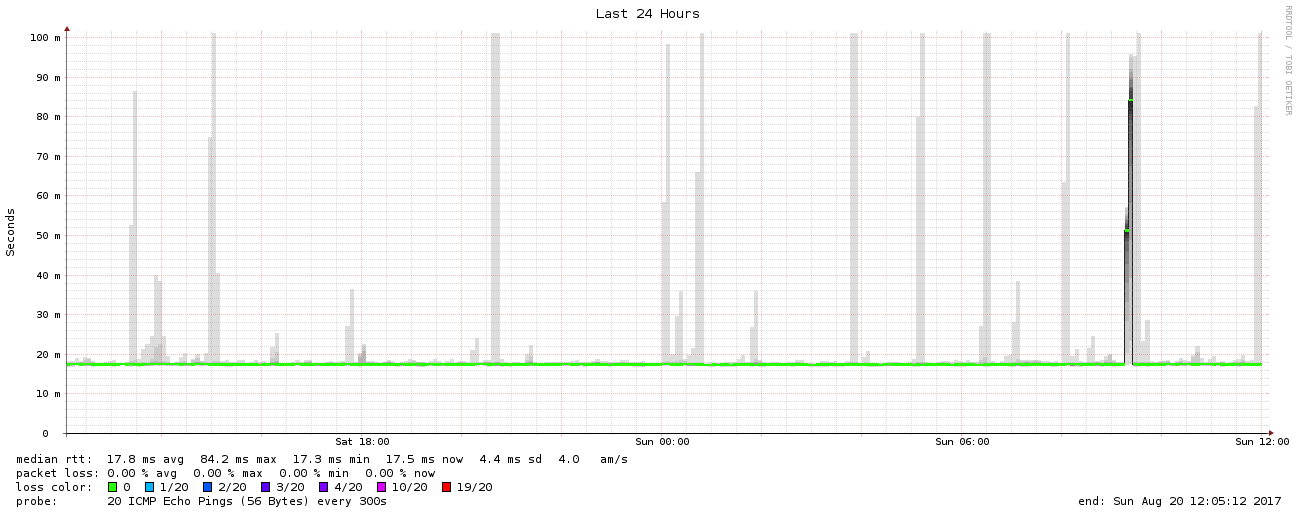 Last 24 Hours
RRDTOOL / TOBI OETIKER
Seconds
100 m
90 m
80 m
70 m
60 m
50 m
40 m
30 m
20 m
10 m
0
Sat 18:00 Sun 00:00 Sun 06:00 Sun 12:00
median rtt: 17.8 ms avg 84.2 ms max 17.3 ms min 17.5 ms now 4.4 ms sd 4.0 am/s
packet loss: 0.00 % avg 0.00 % max 0.00 % min 0.00 % now
loss color: 0 1/20 2/20 3/20 4/20 10/20 19/20
probe: 20 ICMP Echo Pings (56 Bytes) every 300s end: Sun Aug 20 12:05:12 2017